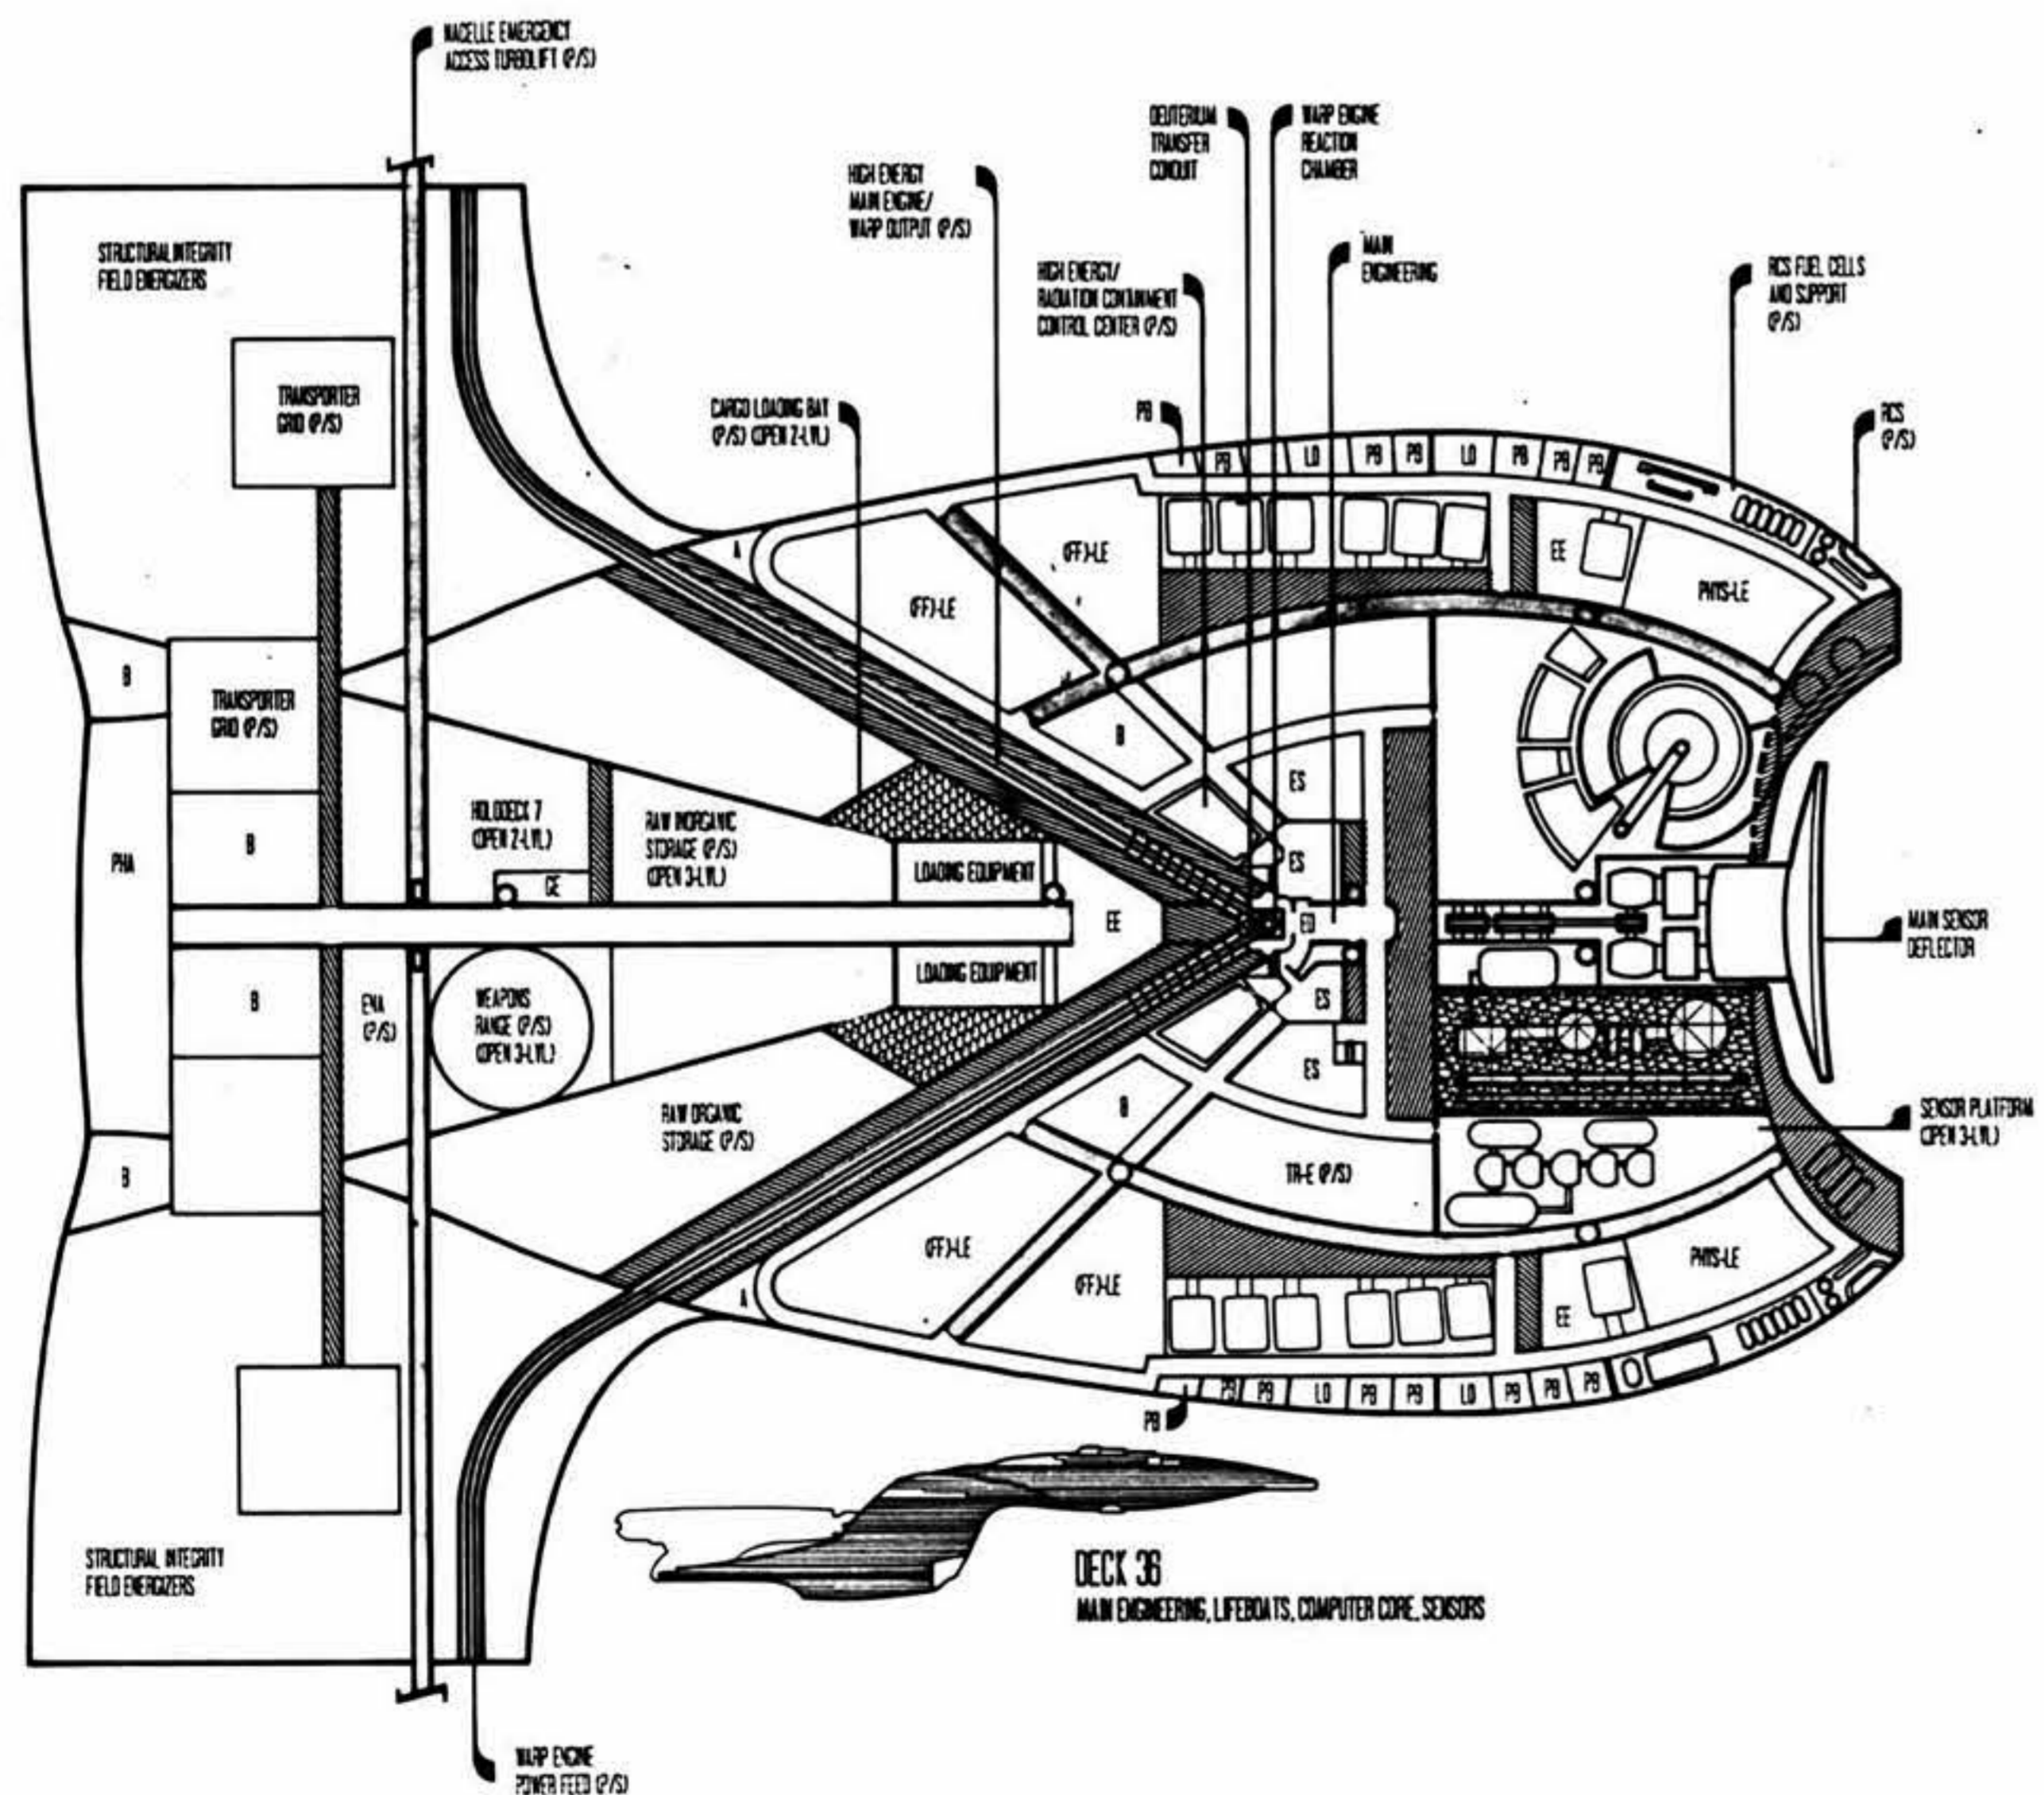 NACELLE EMERGENCY
ACCESS TURBOLIFT (P/S)
DEUTERIUM
TRANSFER
CONDUIT
WARP ENGINE
REACTION
CHAMBER
HIGH ENERGY
MAIN ENGINE/
WARP OUTPUT (P/S)
MAIN
ENGINEERING
HIGH ENERGY/
RADIATION CONTAINMENT
CONTROL CENTER (P/S)
RCS FUEL CELLS
AND SUPPORT
(P/S)
STRUCTURAL INTEGRITY
FIELD ENERGIZERS
TRANSPORTER
GRID (P/S)
CARGO LOADING BAY
(P/S) (OPEN 2-LVL)
PB
RCS
(P/S)
PB
LO
PB
PB
LO
PB
PB
PB
A
(FF)-LE
(FF)-LE
EE
PHYS-LE
B
TRANSPORTER
GRID (P/S)
B
ES
HOLODECK 7
(OPEN 2-LVL)
RAW INORGANIC
STORAGE (P/S)
(OPEN 3-LVL)
PHA
B
EE
LOADING EQUIPMENT
ES
EE
MAIN SENSOR
DEFLECTOR
LOADING EQUIPMENT
B
EVA
(P/S)
WEAPONS
RANGE (P/S)
(OPEN 3-LVL)
ES
ES
RAW ORGANIC
STORAGE (P/S)
B
SENSOR PLATFORM
(OPEN 3-LVL)
B
TR-E (P/S)
(FF)-LE
(FF)-LE
EE
PHYS-LE
A
PB
PB
LO
PB
PB
LO
PB
PB
PB
PB
STRUCTURAL INTEGRITY
FIELD ENERGIZERS
DECK 36
MAIN ENGINEERING, LIFEBOATS, COMPUTER CORE, SENSORS
WARP ENGINE
POWER FEED (P/S)